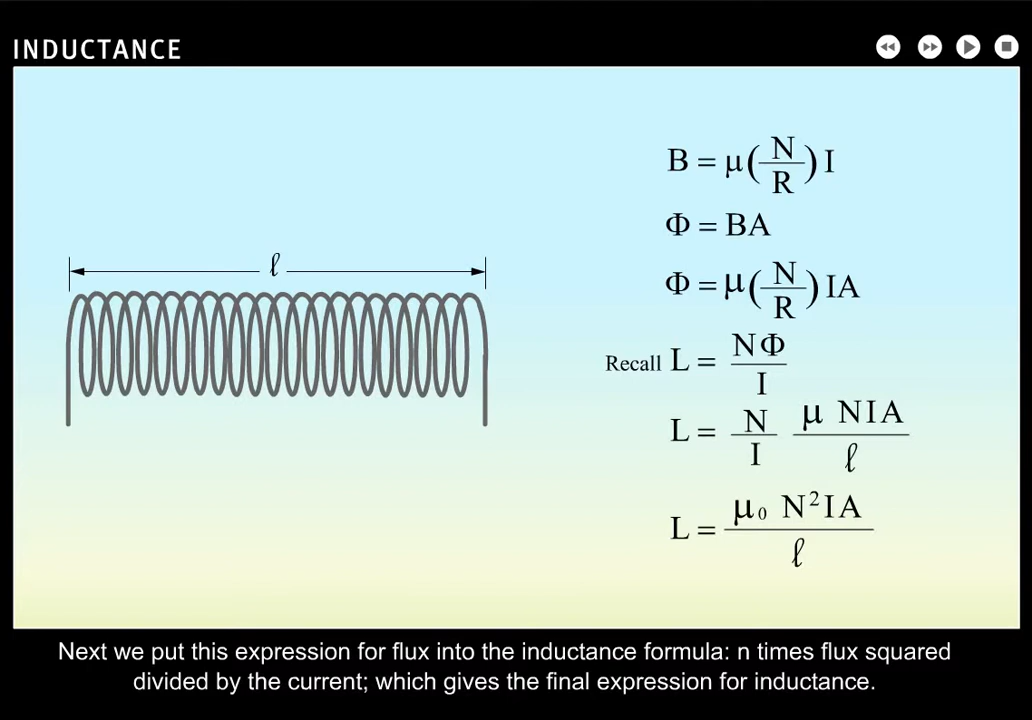 INDUCTANCE
ℓ
B = μ(N/R)I
Φ = BA
Φ = μ(N/R)IA
Recall L = NΦ/I
L = N/I μ NIA/ℓ
L = μ₀ N²IA/ℓ
Next we put this expression for flux into the inductance formula: n times flux squared
divided by the current; which gives the final expression for inductance.